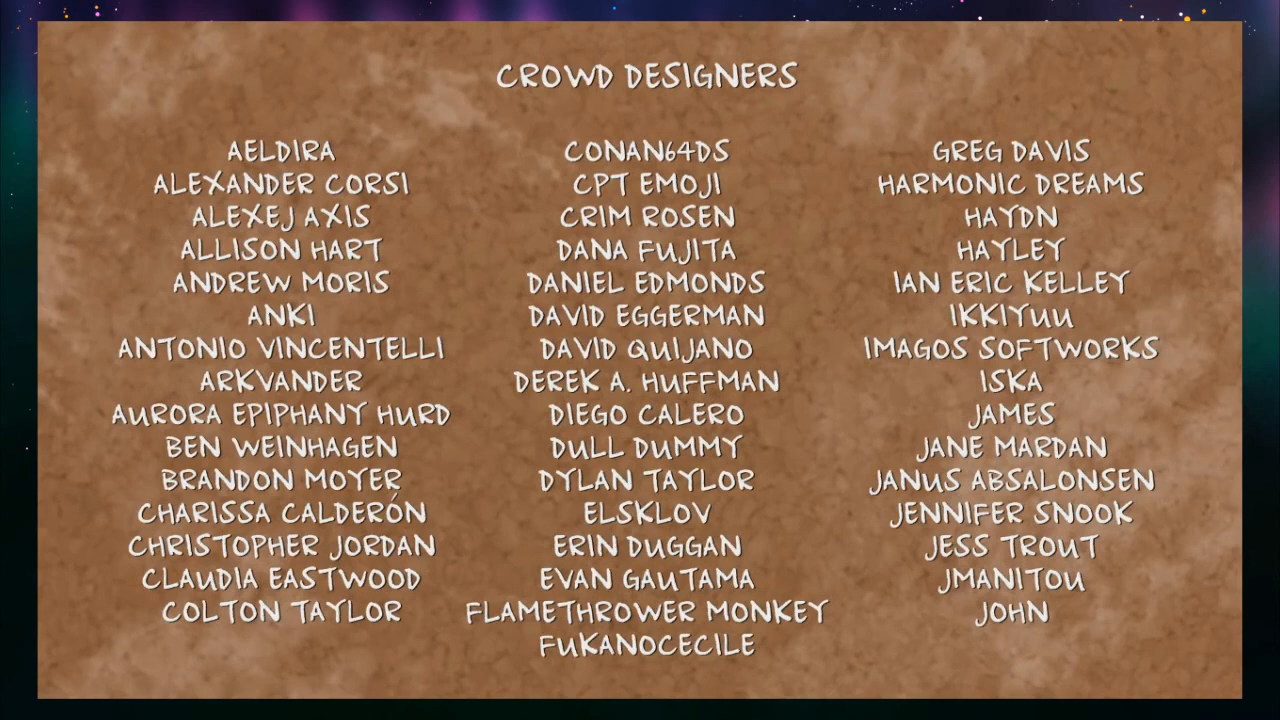 CROWD DESIGNERS
AELDIRA
ALEXANDER CORSI
ALEXEJ AXIS
ALLISON HART
ANDREW MORIS
ANKI
ANTONIO VINCENTELLI
ARKVANDER
AURORA EPIPHANY HURD
BEN WEINHAGEN
BRANDON MOYER
CHARISSA CALDERÓN
CHRISTOPHER JORDAN
CLAUDIA EASTWOOD
COLTON TAYLOR
CONAN64DS
CPT EMOJI
CRIM ROSEN
DANA FUJITA
DANIEL EDMONDS
DAVID EGGERMAN
DAVID QUIJANO
DEREK A. HUFFMAN
DIEGO CALERO
DULL DUMMY
DYLAN TAYLOR
ELSKLOV
ERIN DUGGAN
EVAN GAUTAMA
FLAMETHROWER MONKEY
FUKANOCECILE
GREG DAVIS
HARMONIC DREAMS
HAYDN
HAYLEY
IAN ERIC KELLEY
IKKIYUU
IMAGOS SOFTWORKS
ISKA
JAMES
JANE MARDAN
JANUS ABSALONSEN
JENNIFER SNOOK
JESS TROUT
JMANITOU
JOHN